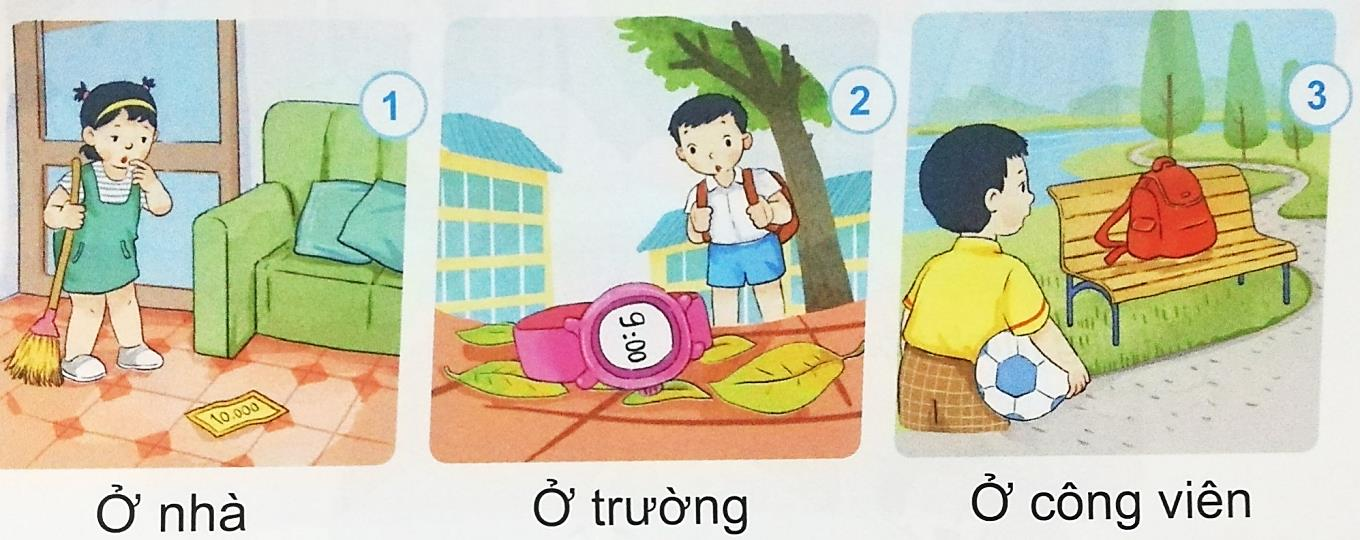 1
2
3
10.000
9:00
Ở nhà
Ở trường
Ở công viên